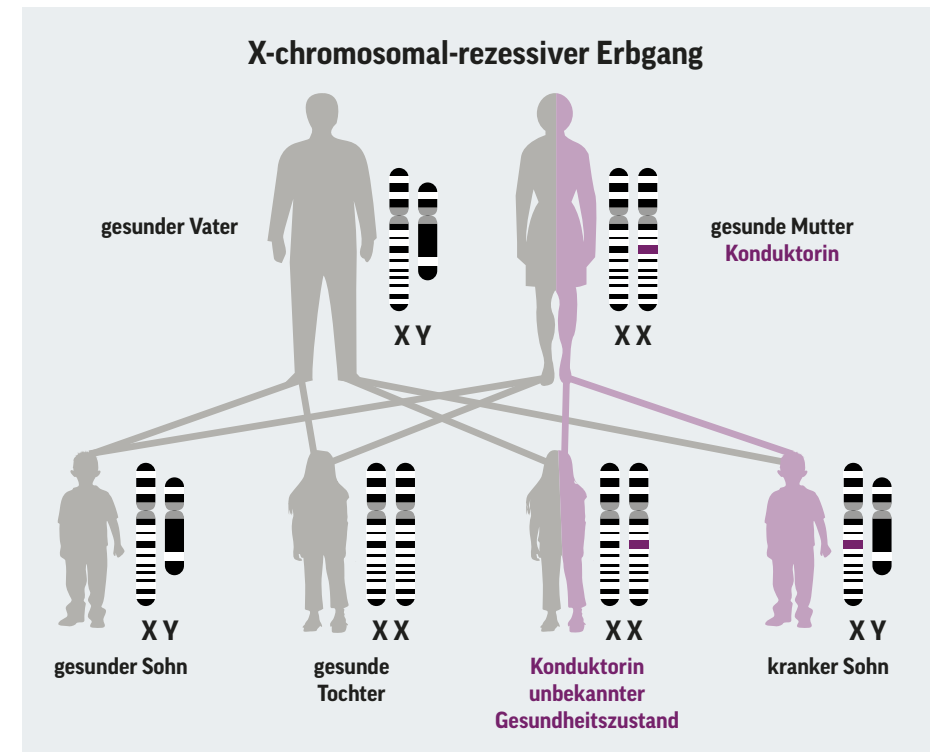 X-chromosomal-rezessiver Erbgang
gesunder Vater
X Y
gesunde Mutter
Konduktorin
X X
X Y
gesunder Sohn
X X
gesunde
Tochter
X X
Konduktorin
unbekannter
Gesundheitszustand
X Y
kranker Sohn